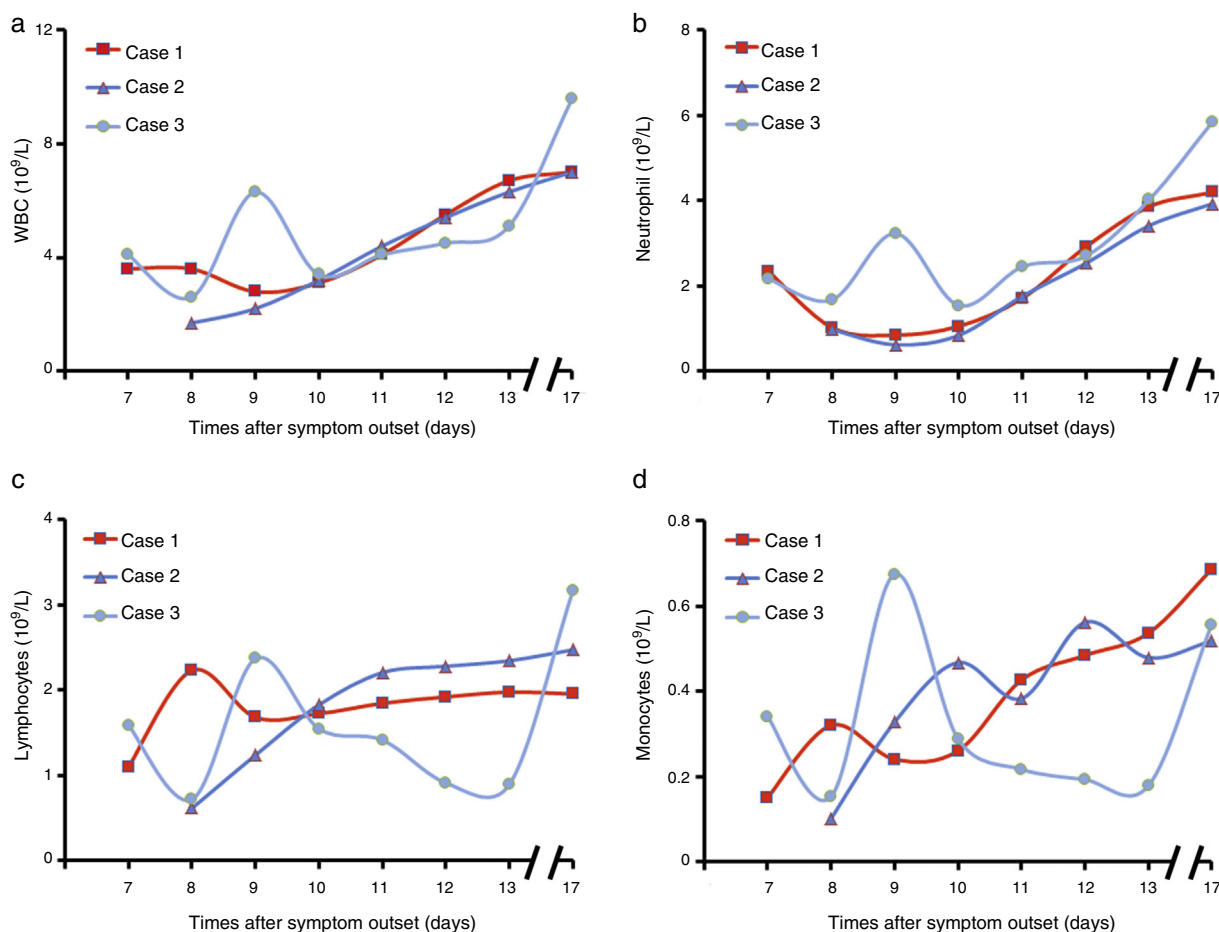 a
WBC (10⁹/L)
12
8
4
0
Case 1
Case 2
Case 3
7 8 9 10 11 12 13 17
Times after symptom outset (days)
b
Neutrophil (10⁹/L)
8
6
4
2
0
Case 1
Case 2
Case 3
7 8 9 10 11 12 13 17
Times after symptom outset (days)
c
Lymphocytes (10⁹/L)
4
3
2
1
0
Case 1
Case 2
Case 3
7 8 9 10 11 12 13 17
Times after symptom outset (days)
d
Monocytes (10⁹/L)
0.8
0.6
0.4
0.2
0
Case 1
Case 2
Case 3
7 8 9 10 11 12 13 17
Times after symptom outset (days)